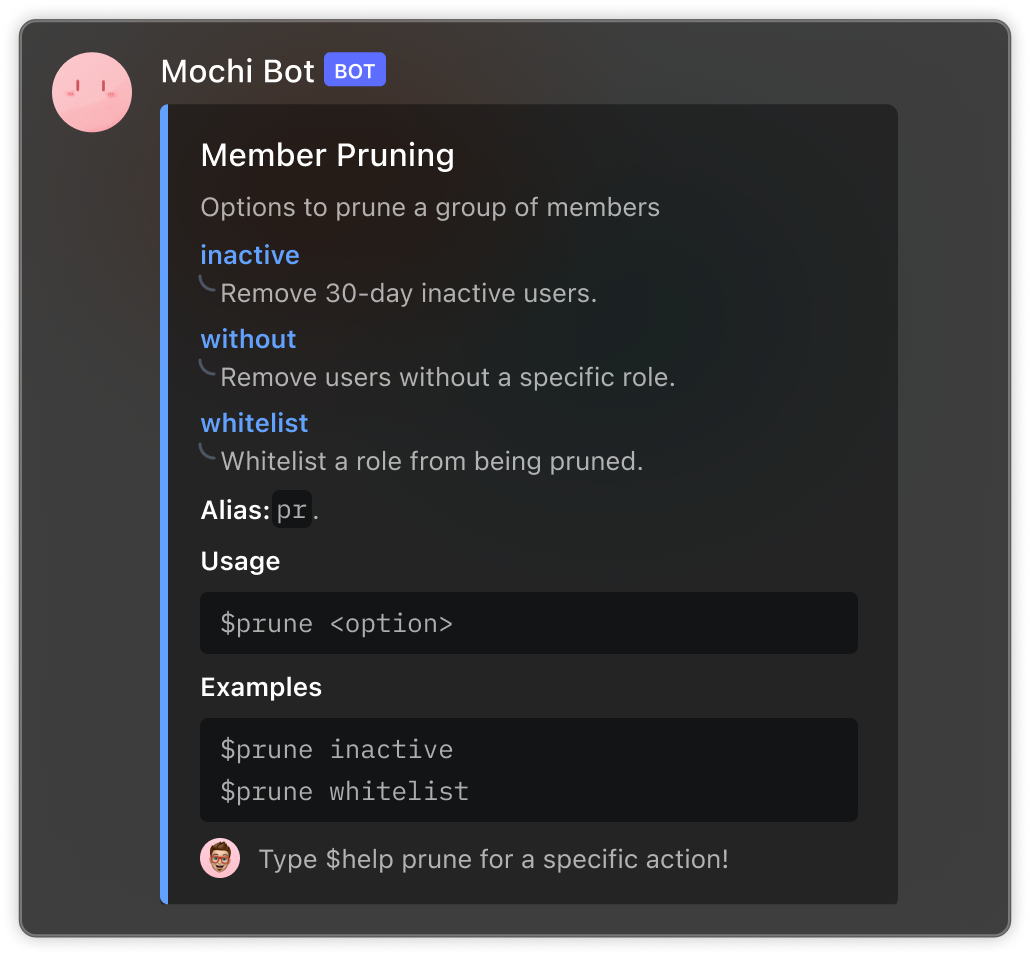 Mochi Bot BOT
Member Pruning
Options to prune a group of members
inactive
Remove 30-day inactive users.
without
Remove users without a specific role.
whitelist
Whitelist a role from being pruned.
Alias: pr.
Usage
$prune <option>
Examples
$prune inactive
$prune whitelist
Type $help prune for a specific action!